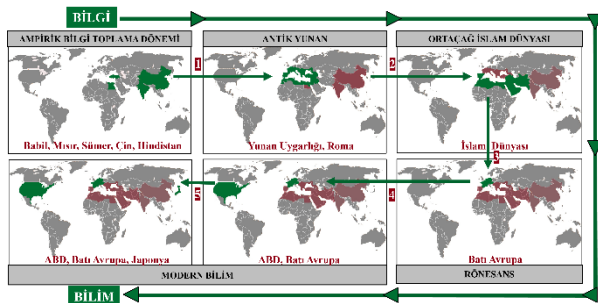 BİLGİ
AMPİRİK BİLGİ TOPLAMA DÖNEMİ
ANTİK YUNAN
ORTAÇAĞ İSLAM DÜNYASI
1
2
Babil, Mısır, Sümer, Çin, Hindistan
Yunan Uygarlığı, Roma
İslam Dünyası
3
5
4
ABD, Batı Avrupa, Japonya
ABD, Batı Avrupa
Batı Avrupa
MODERN BİLİM
RÖNESANS
BİLİM